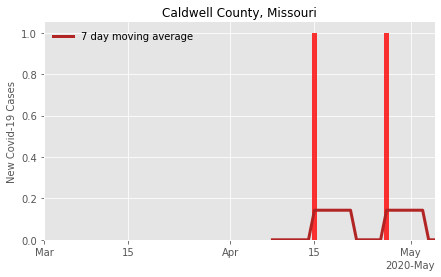 Caldwell County, Missouri
7 day moving average
New Covid-19 Cases
1.0
0.8
0.6
0.4
0.2
0.0
Mar 15 Apr 15 May
2020-May